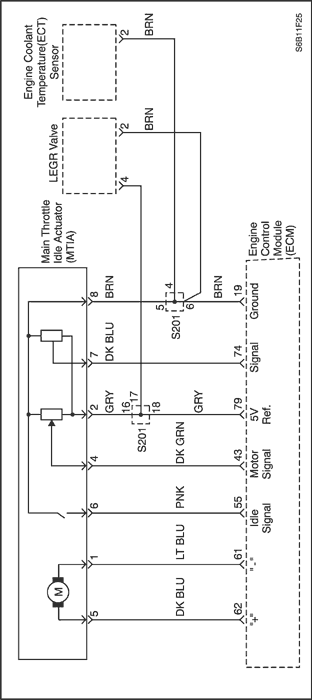 S6B11F25
Engine Coolant
Temperature(ECT)
Sensor
2
BRN
LEGR Valve
2
BRN
4
Main Throttle
Idle Actuator
(MTIA)
8
BRN
5
4
6
S201
BRN
19
Ground
7
DK BLU
74
Signal
2
GRY
16
17
18
S201
GRY
79
5V
Ref.
4
DK GRN
43
Motor
Signal
6
PNK
55
Idle
Signal
1
LT BLU
61
"-"
M
5
DK BLU
62
"+"
Engine
Control
Module
(ECM)